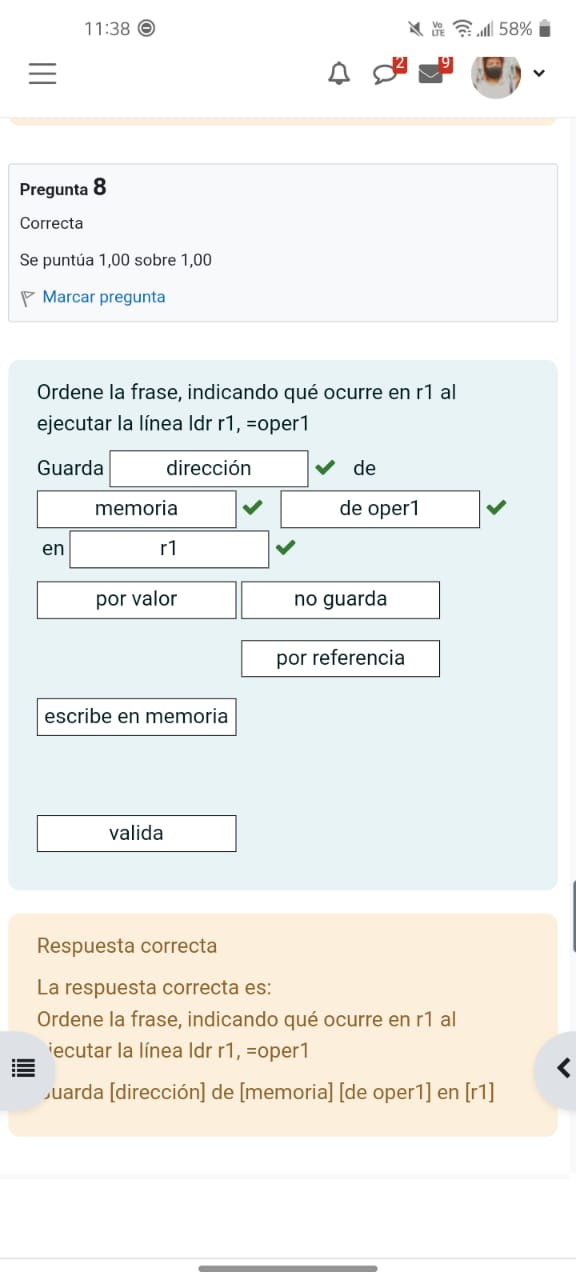 11:38
Vo
LTE
58%
2
9
Pregunta 8
Correcta
Se puntúa 1,00 sobre 1,00
Marcar pregunta
Ordene la frase, indicando qué ocurre en r1 al
ejecutar la línea ldr r1, =oper1
Guarda dirección de
memoria de oper1
en r1
por valor no guarda
por referencia
escribe en memoria
valida
Respuesta correcta
La respuesta correcta es:
Ordene la frase, indicando qué ocurre en r1 al
jecutar la línea ldr r1, =oper1
uarda [dirección] de [memoria] [de oper1] en [r1]